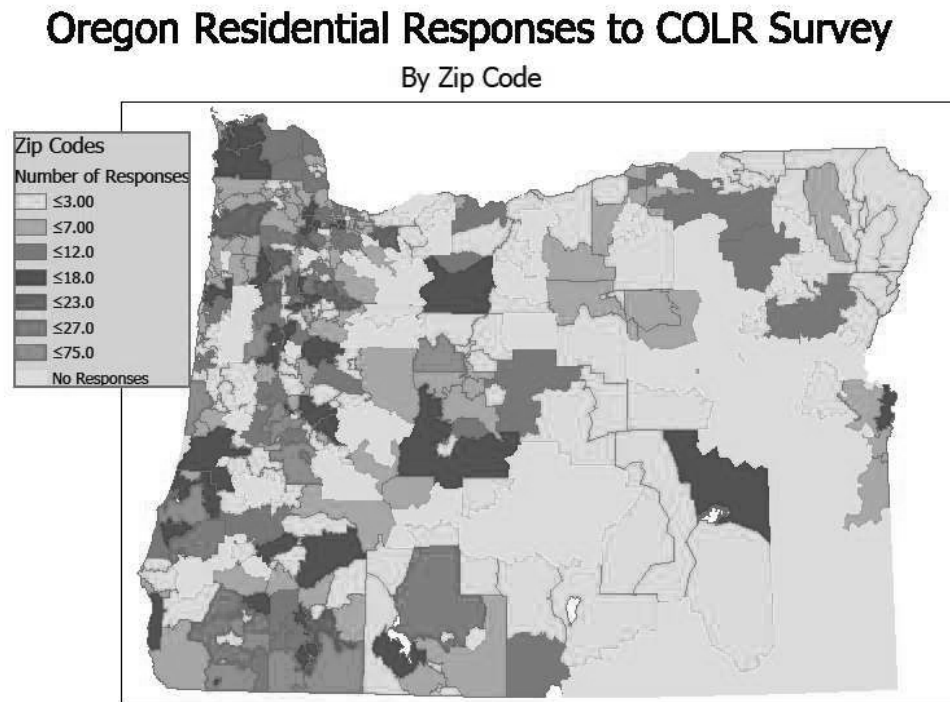 Oregon Residential Responses to COLR Survey
By Zip Code
Zip Codes
Number of Responses
≤3.00
≤7.00
≤12.0
≤18.0
≤23.0
≤27.0
≤75.0
No Responses